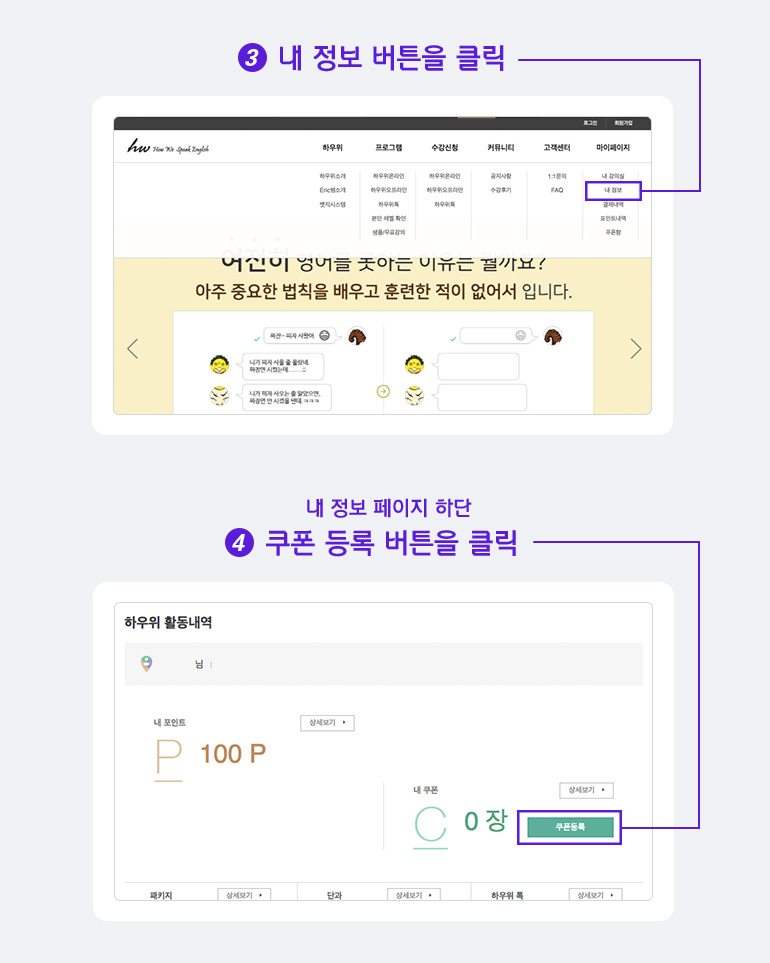 3 내 정보 버튼을 클릭
로그인 회원가입
hw How We Speak English
하우위 프로그램 수강신청 커뮤니티 고객센터 마이페이지
하우위소개 하우위온라인 하우위온라인 공지사항 1:1문의 내 강의실
Eric쌤소개 하우위오프라인 하우위오프라인 수강후기 FAQ 내 정보
뱃지시스템 하우위톡 하우위톡 결제내역
본인 레벨 확인 포인트내역
샘플/무료강의 쿠폰함
여전히 영어를 못하는 이유는 뭘까요?
아주 중요한 법칙을 배우고 훈련한 적이 없어서 입니다.
짜잔~ 피자 사왔어
니가 피자 사올 줄 몰랐네.
짜장면 시켰는데.........;;
니가 피자 사오는 줄 알았으면,
짜장면 안 시켰을 텐데.ㅋㅋㅋ
내 정보 페이지 하단
4 쿠폰 등록 버튼을 클릭
하우위 활동내역
님 |
내 포인트 상세보기
P 100 P
내 쿠폰 상세보기
C 0 장 쿠폰등록
패키지 상세보기 단과 상세보기 하우위 톡 상세보기